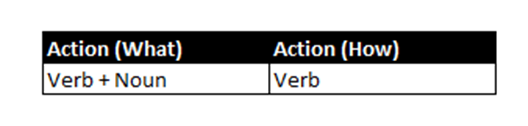 Action (What) Action (How)
Verb + Noun Verb